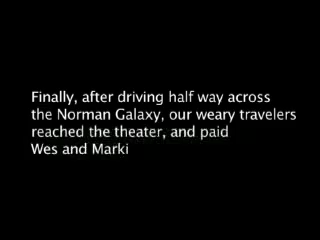 Finally, after driving half way across
the Norman Galaxy, our weary travelers
reached the theater, and paid
Wes and Marki